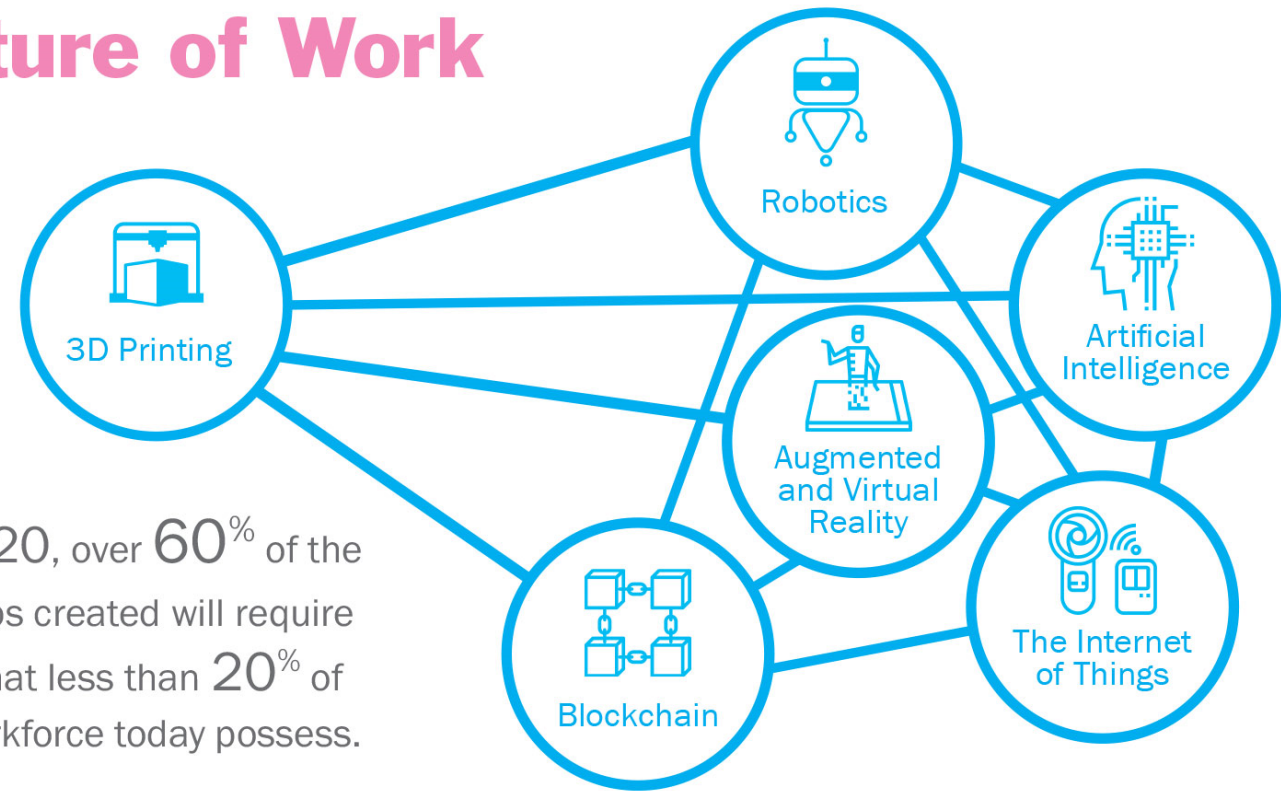 ture of Work
Robotics
3D Printing
Artificial
Intelligence
Augmented
and Virtual
Reality
20, over 60% of the
os created will require
at less than 20% of
rkforce today possess.
The Internet
of Things
Blockchain